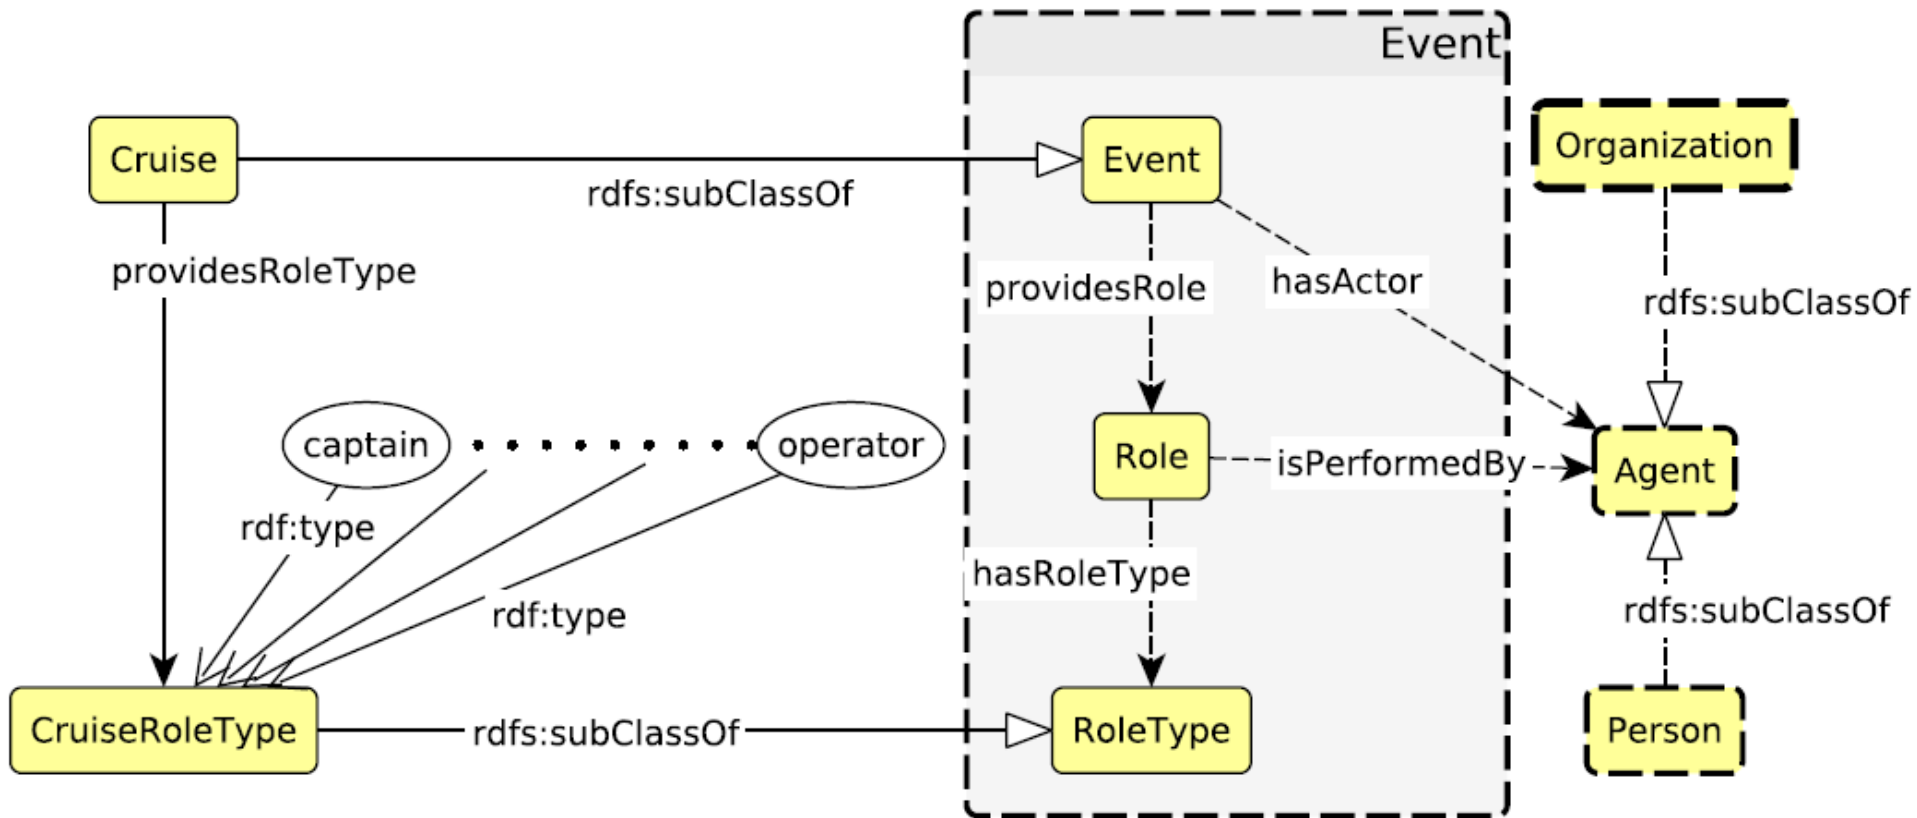 Event
Cruise
Event
Organization
rdfs:subClassOf
providesRoleType
providesRole
hasActor
rdfs:subClassOf
captain
operator
Role
isPerformedBy
Agent
rdf:type
hasRoleType
rdf:type
rdfs:subClassOf
CruiseRoleType
rdfs:subClassOf
RoleType
Person